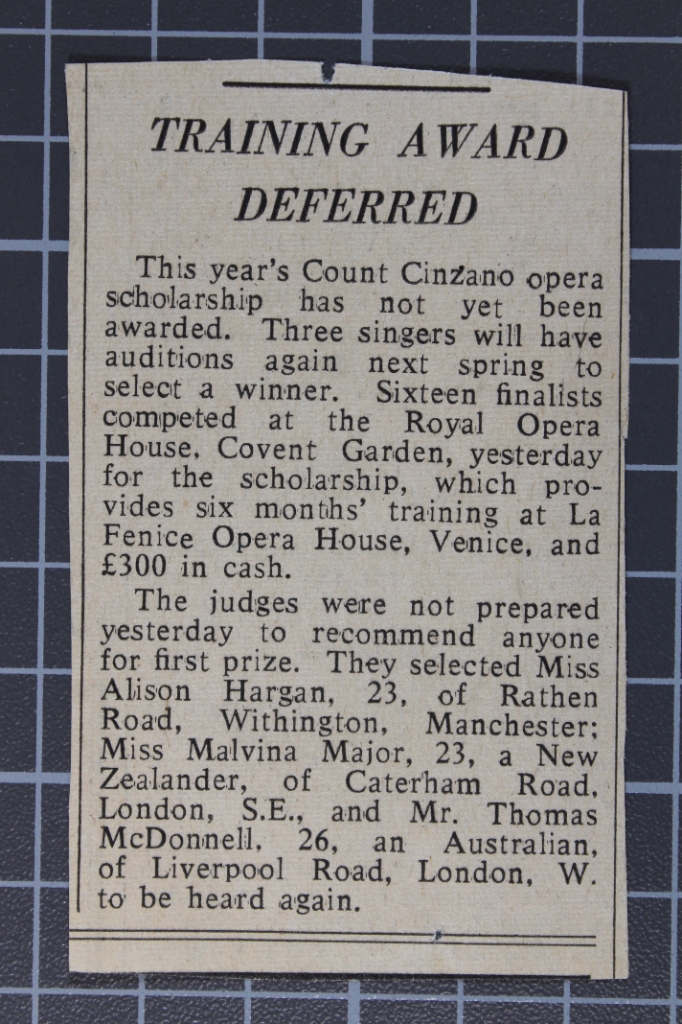 TRAINING AWARD
DEFERRED
This year's Count Cinzano opera
scholarship has not yet been
awarded. Three singers will have
auditions again next spring to
select a winner. Sixteen finalists
competed at the Royal Opera
House, Covent Garden, yesterday
for the scholarship, which pro-
vides six months' training at La
Fenice Opera House, Venice, and
£300 in cash.
The judges were not prepared
yesterday to recommend anyone
for first prize. They selected Miss
Alison Hargan, 23, of Rathen
Road, Withington, Manchester;
Miss Malvina Major, 23, a New
Zealander, of Caterham Road,
London, S.E., and Mr. Thomas
McDonnell, 26, an Australian,
of Liverpool Road, London, W.
to be heard again.